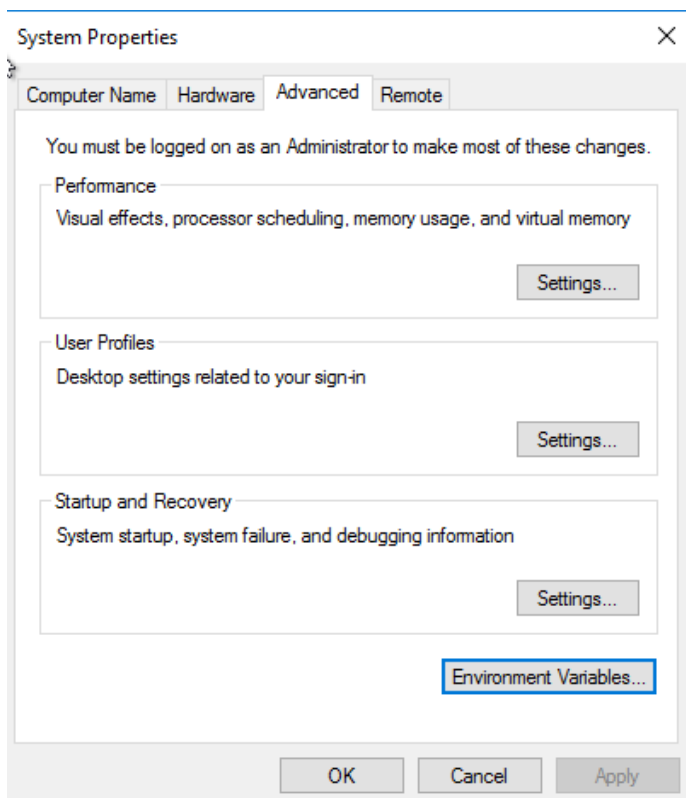 System Properties
Computer Name Hardware Advanced Remote
You must be logged on as an Administrator to make most of these changes.
Performance
Visual effects, processor scheduling, memory usage, and virtual memory
Settings...
User Profiles
Desktop settings related to your sign-in
Settings...
Startup and Recovery
System startup, system failure, and debugging information
Settings...
Environment Variables...
OK Cancel Apply